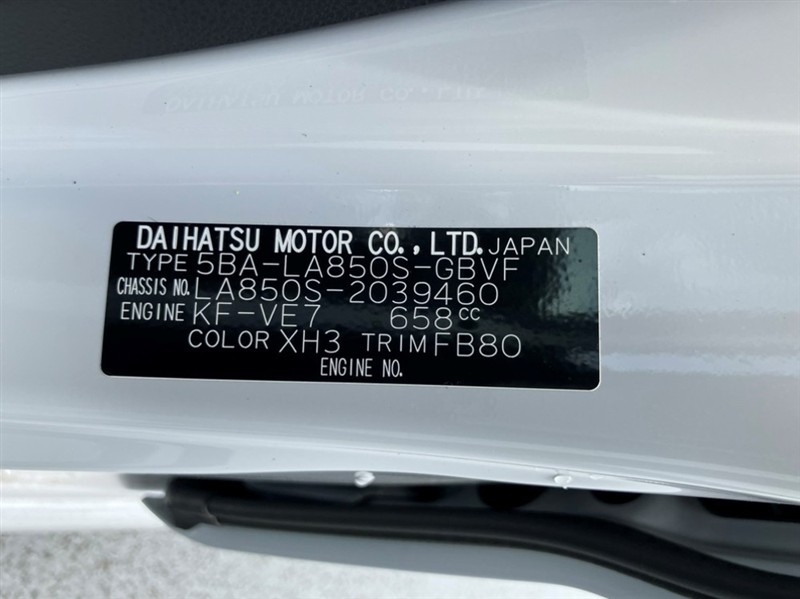 DAIHATSU MOTOR CO.,LTD. JAPAN
TYPE 5BA-LA850S-GBVF
CHASSIS NO. LA850S-2039460
ENGINE KF-VE7 658cc
COLOR XH3 TRIM FB80
ENGINE NO.